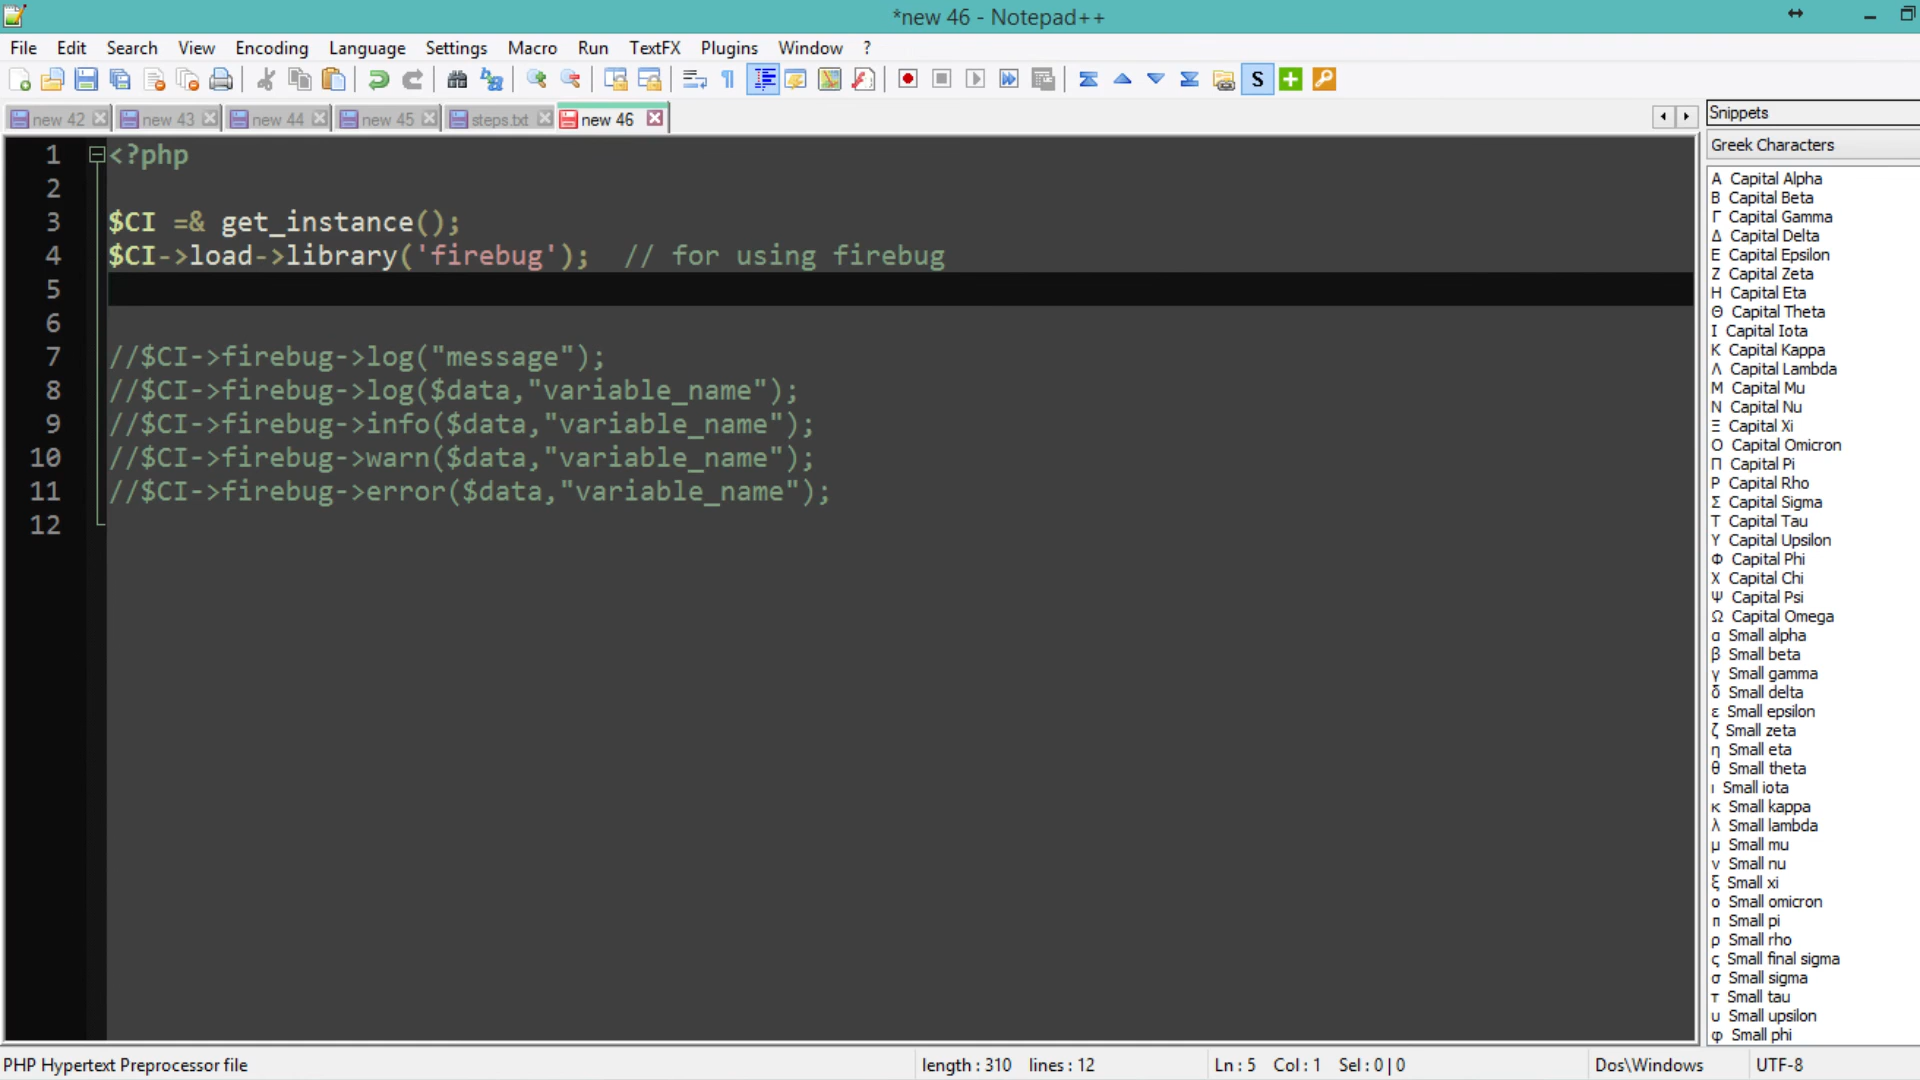 *new 46 - Notepad++
File Edit Search View Encoding Language Settings Macro Run TextFX Plugins Window ?
S
new 42 new 43 new 44 new 45 steps.txt new 46
1 <?php
2
3 $CI =& get_instance();
4 $CI->load->library('firebug');  // for using firebug
5
6
7 //$CI->firebug->log("message");
8 //$CI->firebug->log($data,"variable_name");
9 //$CI->firebug->info($data,"variable_name");
10 //$CI->firebug->warn($data,"variable_name");
11 //$CI->firebug->error($data,"variable_name");
12
Snippets
Greek Characters
Α Capital Alpha
Β Capital Beta
Γ Capital Gamma
Δ Capital Delta
Ε Capital Epsilon
Ζ Capital Zeta
Η Capital Eta
Θ Capital Theta
Ι Capital Iota
Κ Capital Kappa
Λ Capital Lambda
Μ Capital Mu
Ν Capital Nu
Ξ Capital Xi
Ο Capital Omicron
Π Capital Pi
Ρ Capital Rho
Σ Capital Sigma
Τ Capital Tau
Υ Capital Upsilon
Φ Capital Phi
Χ Capital Chi
Ψ Capital Psi
Ω Capital Omega
α Small alpha
β Small beta
γ Small gamma
δ Small delta
ε Small epsilon
ζ Small zeta
η Small eta
θ Small theta
ι Small iota
κ Small kappa
λ Small lambda
μ Small mu
ν Small nu
ξ Small xi
ο Small omicron
π Small pi
ρ Small rho
ς Small final sigma
σ Small sigma
τ Small tau
υ Small upsilon
φ Small phi
PHP Hypertext Preprocessor file length : 310 lines : 12 Ln : 5 Col : 1 Sel : 0 | 0 Dos\Windows UTF-8